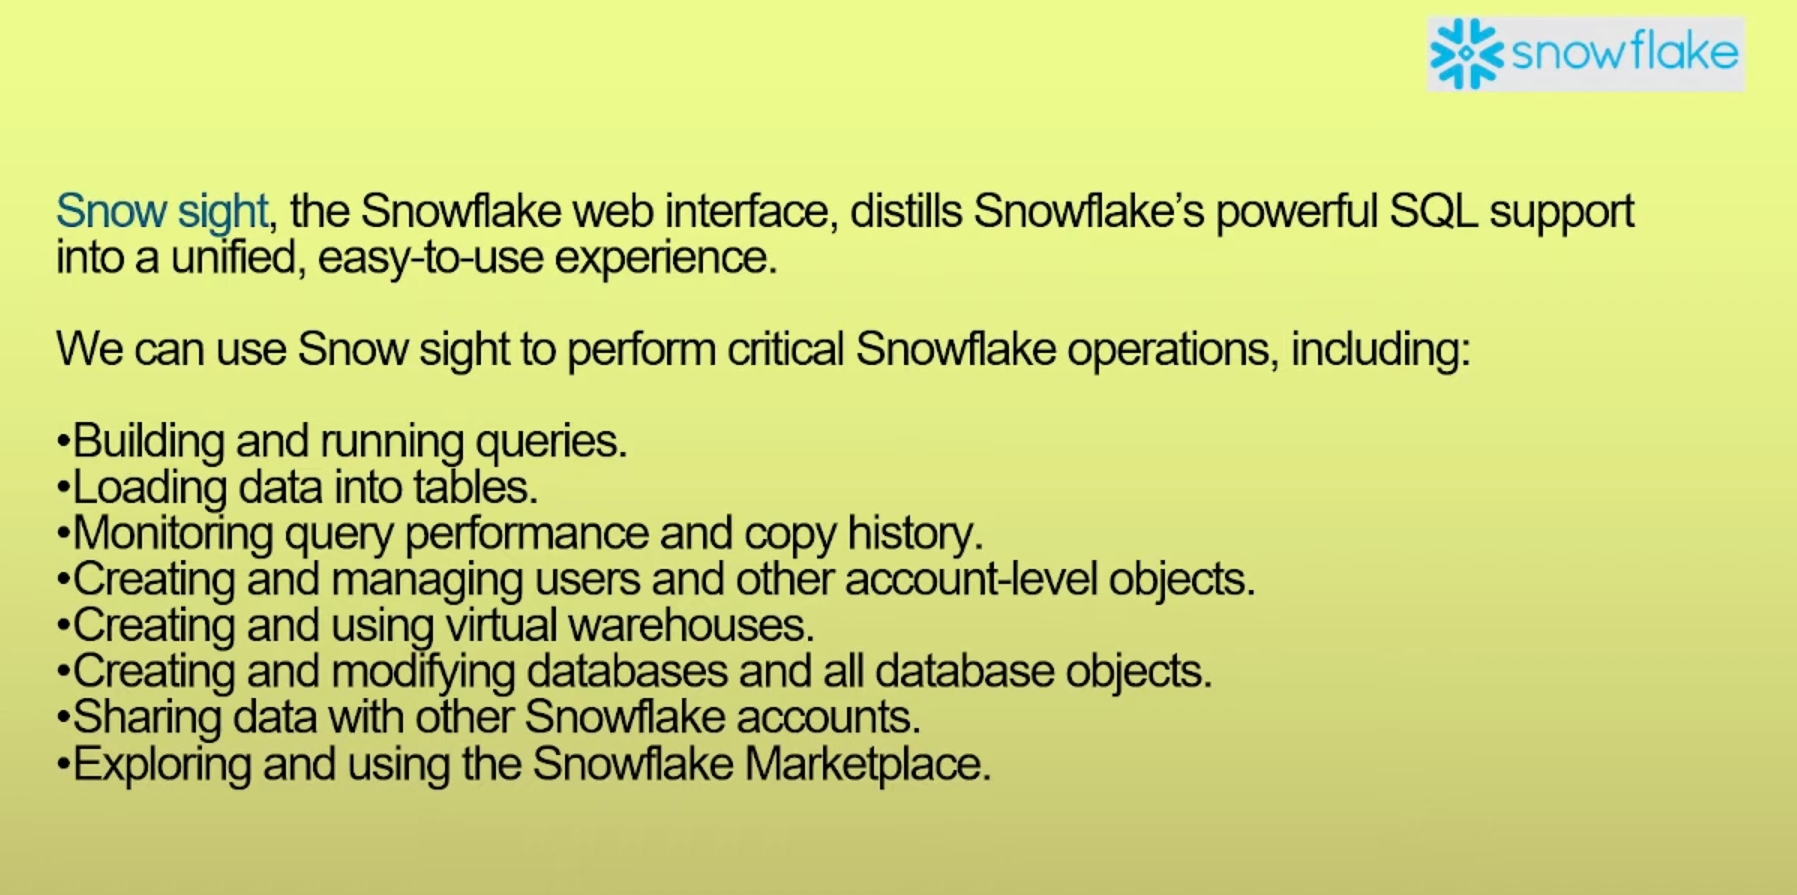 snowflake
Snow sight, the Snowflake web interface, distills Snowflake’s powerful SQL support
into a unified, easy-to-use experience.
We can use Snow sight to perform critical Snowflake operations, including:
•Building and running queries.
•Loading data into tables.
•Monitoring query performance and copy history.
•Creating and managing users and other account-level objects.
•Creating and using virtual warehouses.
•Creating and modifying databases and all database objects.
•Sharing data with other Snowflake accounts.
•Exploring and using the Snowflake Marketplace.